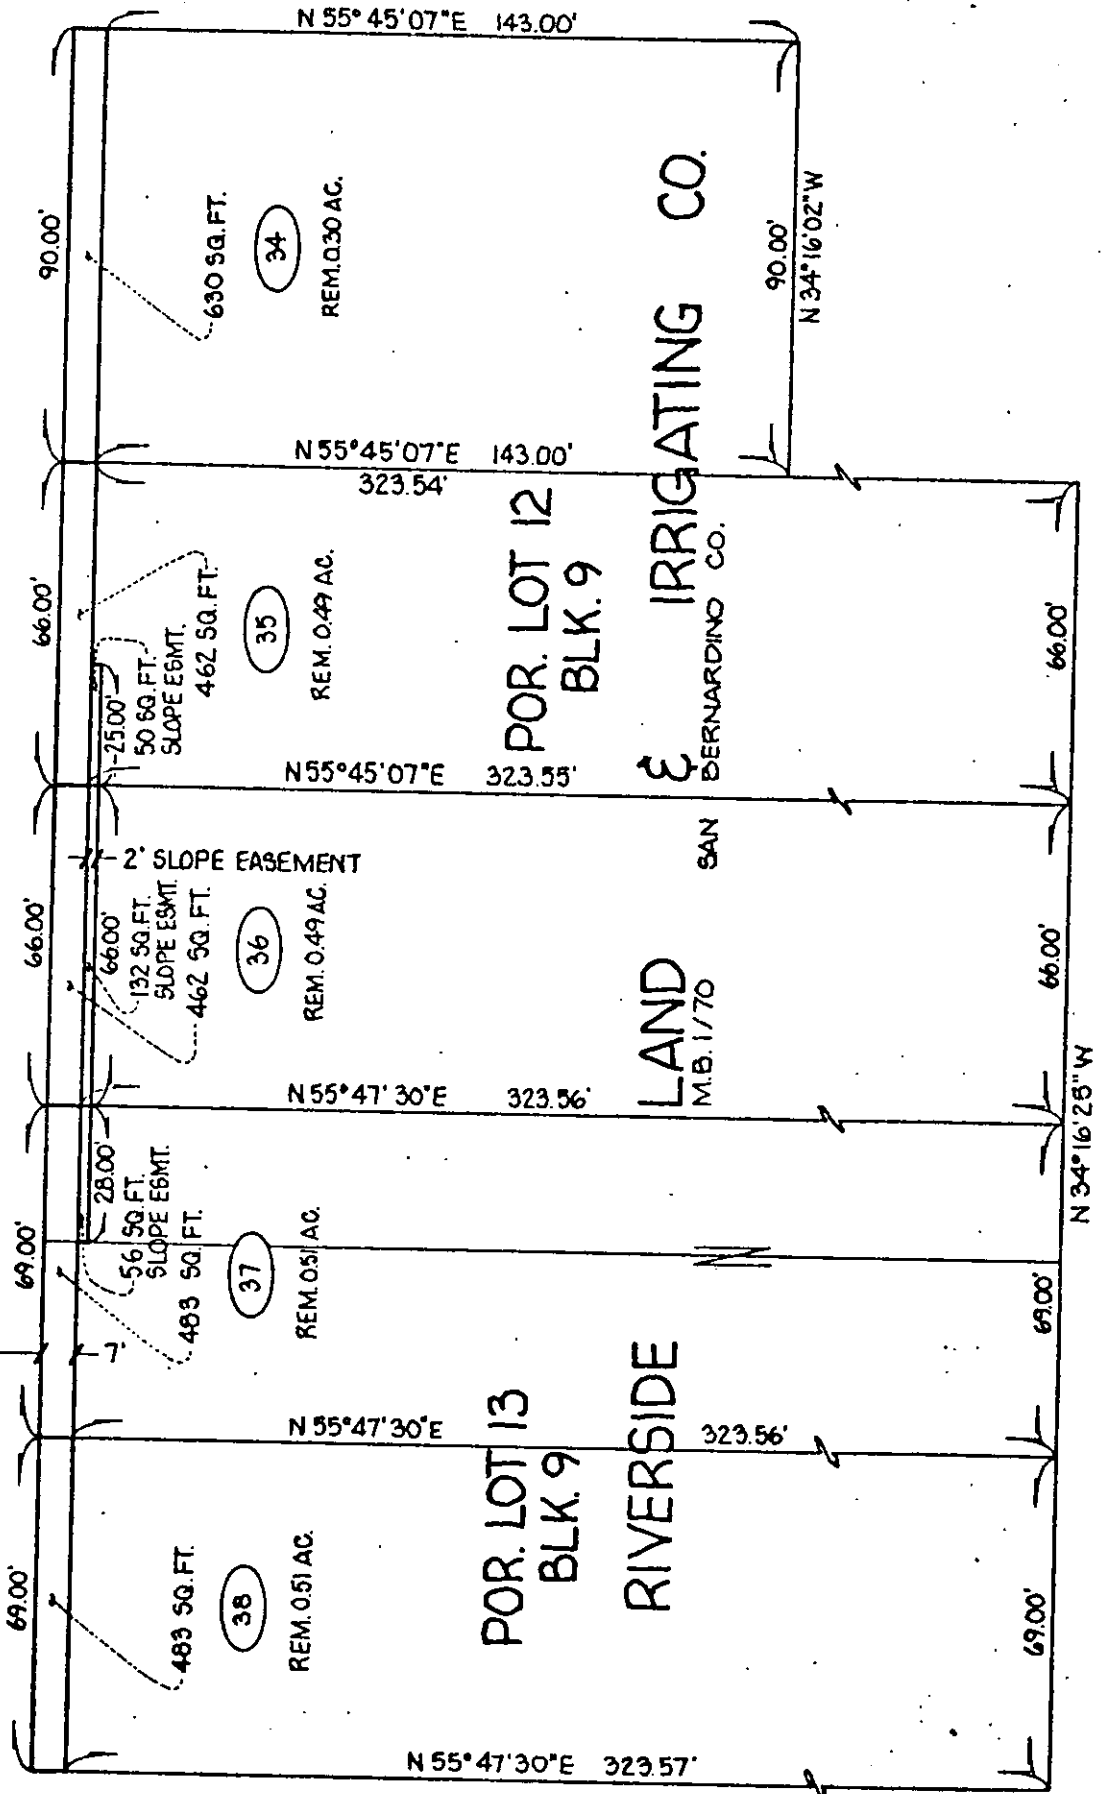 N 55° 45' 07" E 143.00'
90.00'
630 SQ. FT.
34
REM. 0.30 AC.
90.00'
N 34° 16' 02" W
N 55° 45' 07" E 143.00'
323.54'
66.00'
25.00'
50 SQ. FT.
SLOPE ESMT.
462 SQ. FT.
35
REM. 0.49 AC.
POR. LOT 12
BLK. 9
66.00'
N 55° 45' 07" E 323.55'
2' SLOPE EASEMENT
66.00'
66.00'
132 SQ. FT.
SLOPE ESMT.
462 SQ. FT.
36
REM. 0.49 AC.
66.00'
N 55° 47' 30" E 323.56'
69.00'
28.00'
56 SQ. FT.
SLOPE ESMT.
483 SQ. FT.
37
REM. 0.51 AC.
7'
69.00'
N 34° 16' 28" W
N 55° 47' 30" E 323.56'
69.00'
483 SQ. FT.
38
REM. 0.51 AC.
POR. LOT 13
BLK. 9
69.00'
N 55° 47' 30" E 323.57'
RIVERSIDE LAND & IRRIGATING CO.
M.B. 1/70 SAN BERNARDINO CO.
N